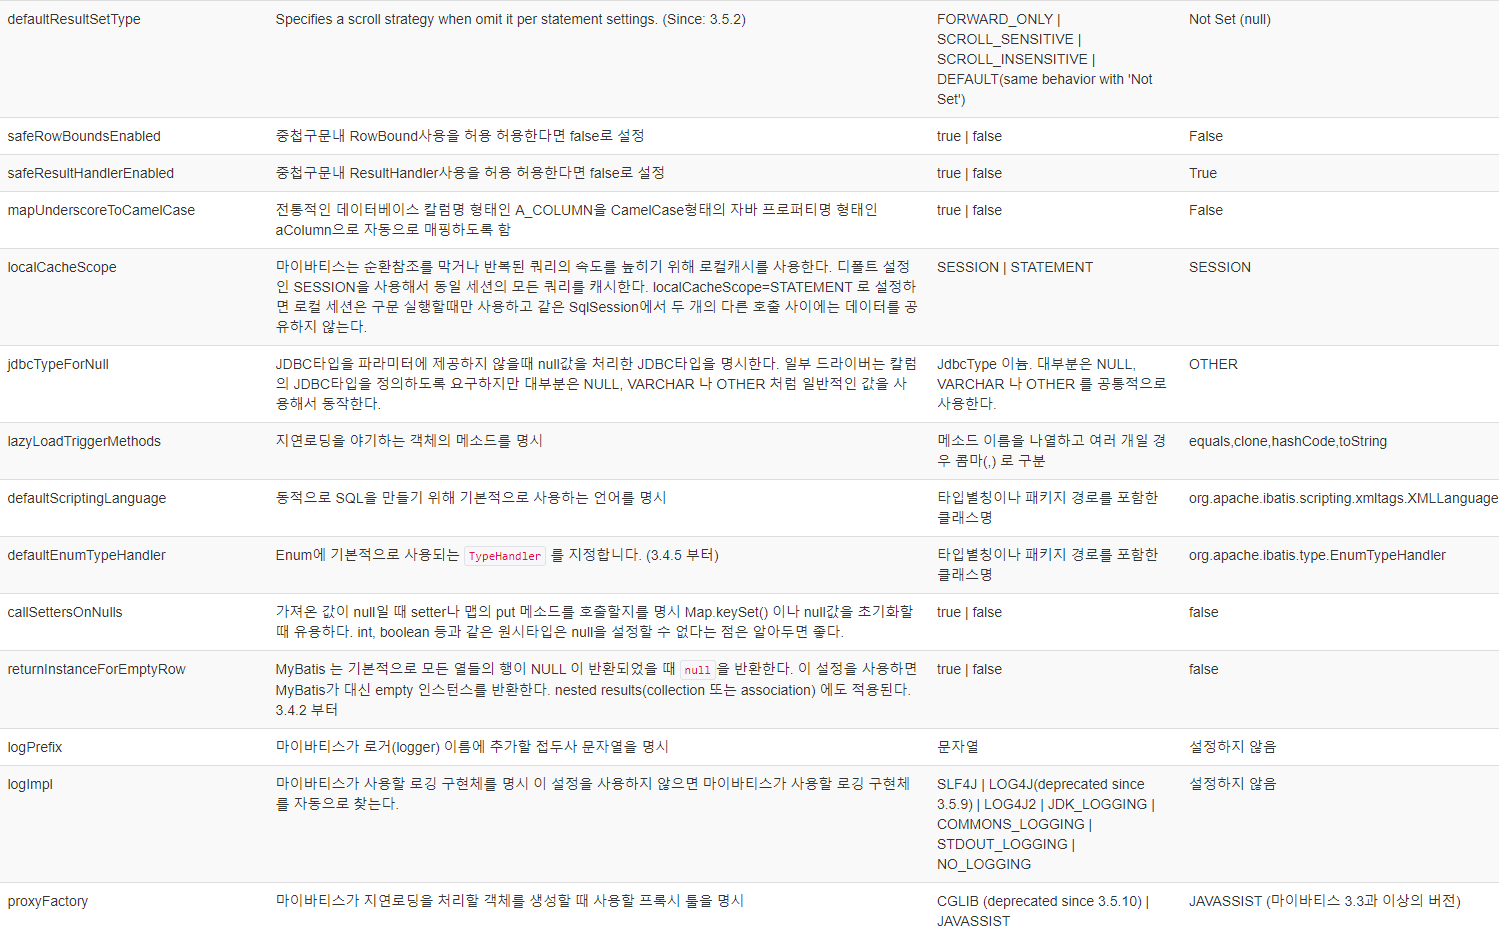 defaultResultSetType
Specifies a scroll strategy when omit it per statement settings. (Since: 3.5.2)
FORWARD_ONLY |
SCROLL_SENSITIVE |
SCROLL_INSENSITIVE |
DEFAULT(same behavior with 'Not
Set')
Not Set (null)
safeRowBoundsEnabled
중첩구문내 RowBound사용을 허용 허용한다면 false로 설정
true | false
False
safeResultHandlerEnabled
중첩구문내 ResultHandler사용을 허용 허용한다면 false로 설정
true | false
True
mapUnderscoreToCamelCase
전통적인 데이터베이스 칼럼명 형태인 A_COLUMN을 CamelCase형태의 자바 프로퍼티명 형태인
aColumn으로 자동으로 매핑하도록 함
true | false
False
localCacheScope
마이바티스는 순환참조를 막거나 반복된 쿼리의 속도를 높히기 위해 로컬캐시를 사용한다. 디폴트 설정
인 SESSION을 사용해서 동일 세션의 모든 쿼리를 캐시한다. localCacheScope=STATEMENT 로 설정하
면 로컬 세션은 구문 실행할때만 사용하고 같은 SqlSession에서 두 개의 다른 호출 사이에는 데이터를 공
유하지 않는다.
SESSION | STATEMENT
SESSION
jdbcTypeForNull
JDBC타입을 파라미터에 제공하지 않을때 null값을 처리한 JDBC타입을 명시한다. 일부 드라이버는 칼럼
의 JDBC타입을 정의하도록 요구하지만 대부분은 NULL, VARCHAR 나 OTHER 처럼 일반적인 값을 사
용해서 동작한다.
JdbcType 이늄. 대부분은 NULL,
VARCHAR 나 OTHER 를 공통적으로
사용한다.
OTHER
lazyLoadTriggerMethods
지연로딩을 야기하는 객체의 메소드를 명시
메소드 이름을 나열하고 여러 개일 경
우 콤마(,) 로 구분
equals,clone,hashCode,toString
defaultScriptingLanguage
동적으로 SQL을 만들기 위해 기본적으로 사용하는 언어를 명시
타입별칭이나 패키지 경로를 포함한
클래스명
org.apache.ibatis.scripting.xmltags.XMLLanguage
defaultEnumTypeHandler
Enum에 기본적으로 사용되는 TypeHandler 를 지정합니다. (3.4.5 부터)
타입별칭이나 패키지 경로를 포함한
클래스명
org.apache.ibatis.type.EnumTypeHandler
callSettersOnNulls
가져온 값이 null일 때 setter나 맵의 put 메소드를 호출할지를 명시 Map.keySet() 이나 null값을 초기화할
때 유용하다. int, boolean 등과 같은 원시타입은 null을 설정할 수 없다는 점은 알아두면 좋다.
true | false
false
returnInstanceForEmptyRow
MyBatis 는 기본적으로 모든 열들의 행이 NULL 이 반환되었을 때 null 을 반환한다. 이 설정을 사용하면
MyBatis가 대신 empty 인스턴스를 반환한다. nested results(collection 또는 association) 에도 적용된다.
3.4.2 부터
true | false
false
logPrefix
마이바티스가 로거(logger) 이름에 추가할 접두사 문자열을 명시
문자열
설정하지 않음
logImpl
마이바티스가 사용할 로깅 구현체를 명시 이 설정을 사용하지 않으면 마이바티스가 사용할 로깅 구현체
를 자동으로 찾는다.
SLF4J | LOG4J(deprecated since
3.5.9) | LOG4J2 | JDK_LOGGING |
COMMONS_LOGGING |
STDOUT_LOGGING |
NO_LOGGING
설정하지 않음
proxyFactory
마이바티스가 지연로딩을 처리할 객체를 생성할 때 사용할 프록시 툴을 명시
CGLIB (deprecated since 3.5.10) |
JAVASSIST
JAVASSIST (마이바티스 3.3과 이상의 버전)